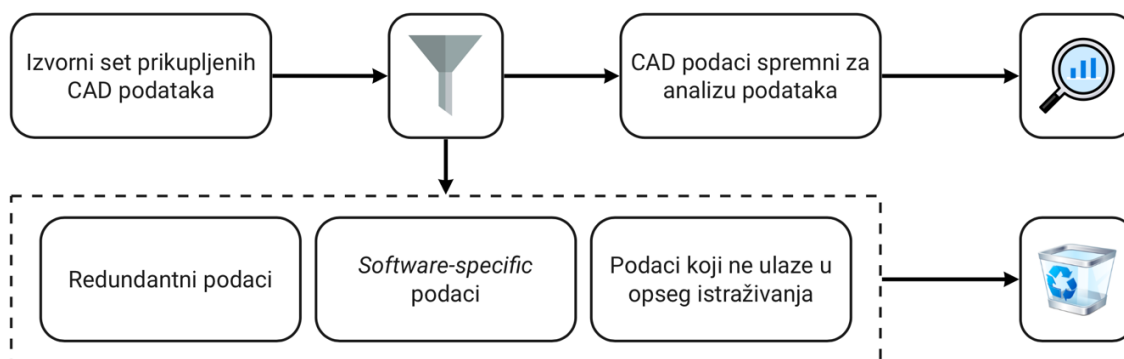 Izvorni set prikupljenih
CAD podataka
CAD podaci spremni za
analizu podataka
Redundantni podaci
Software-specific
podaci
Podaci koji ne ulaze u
opseg istraživanja